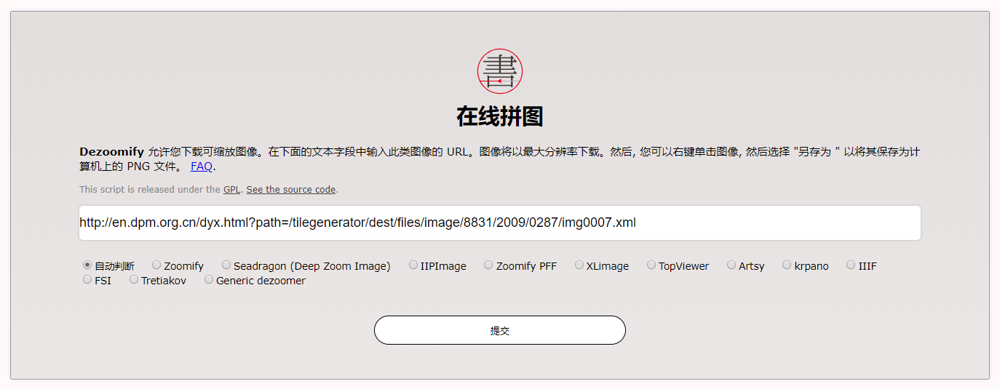 書
在线拼图
Dezoomify 允许您下载可缩放图像。在下面的文本字段中输入此类图像的 URL。图像将以最大分辨率下载。然后, 您可以右键单击图像, 然后选择 "另存为 " 以将其保存为计
算机上的 PNG 文件。 FAQ.
This script is released under the GPL. See the source code.
http://en.dpm.org.cn/dyx.html?path=/tilegenerator/dest/files/image/8831/2009/0287/img0007.xml
自动判断 Zoomify Seadragon (Deep Zoom Image) IIPImage Zoomify PFF XLimage TopViewer Artsy krpano IIIF
FSI Tretiakov Generic dezoomer
提交